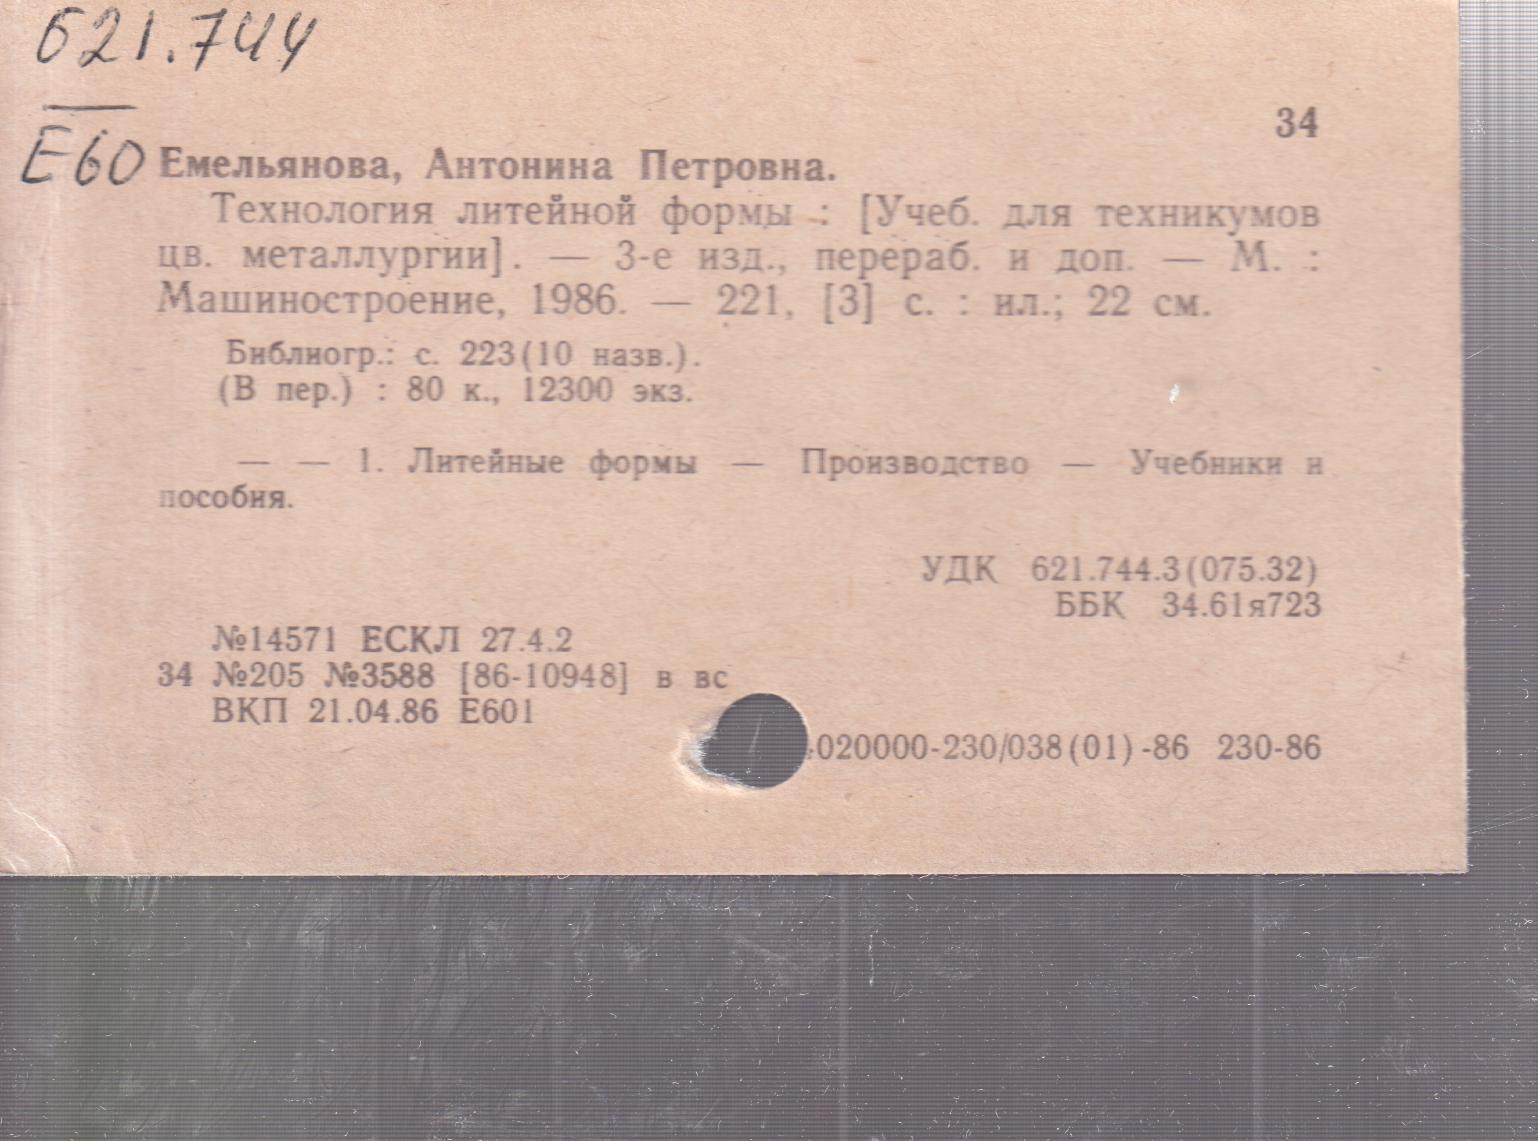 621.744
E60
34
Емельянова, Антонина Петровна.
Технология литейной формы : [Учеб. для техникумов
цв. металлургии]. — 3-е изд., перераб. и доп. — М. :
Машиностроение, 1986. — 221, [3] с. : ил.; 22 см.
Библиогр.: с. 223(10 назв.).
(В пер.) : 80 к., 12300 экз.
— — 1. Литейные формы — Производство — Учебники и
пособия.
УДК 621.744.3(075.32)
ББК 34.61я723
№14571 ЕСКЛ 27.4.2
34 №205 №3588 [86-10948] в вс
ВКП 21.04.86 Е601
020000-230/038(01)-86 230-86